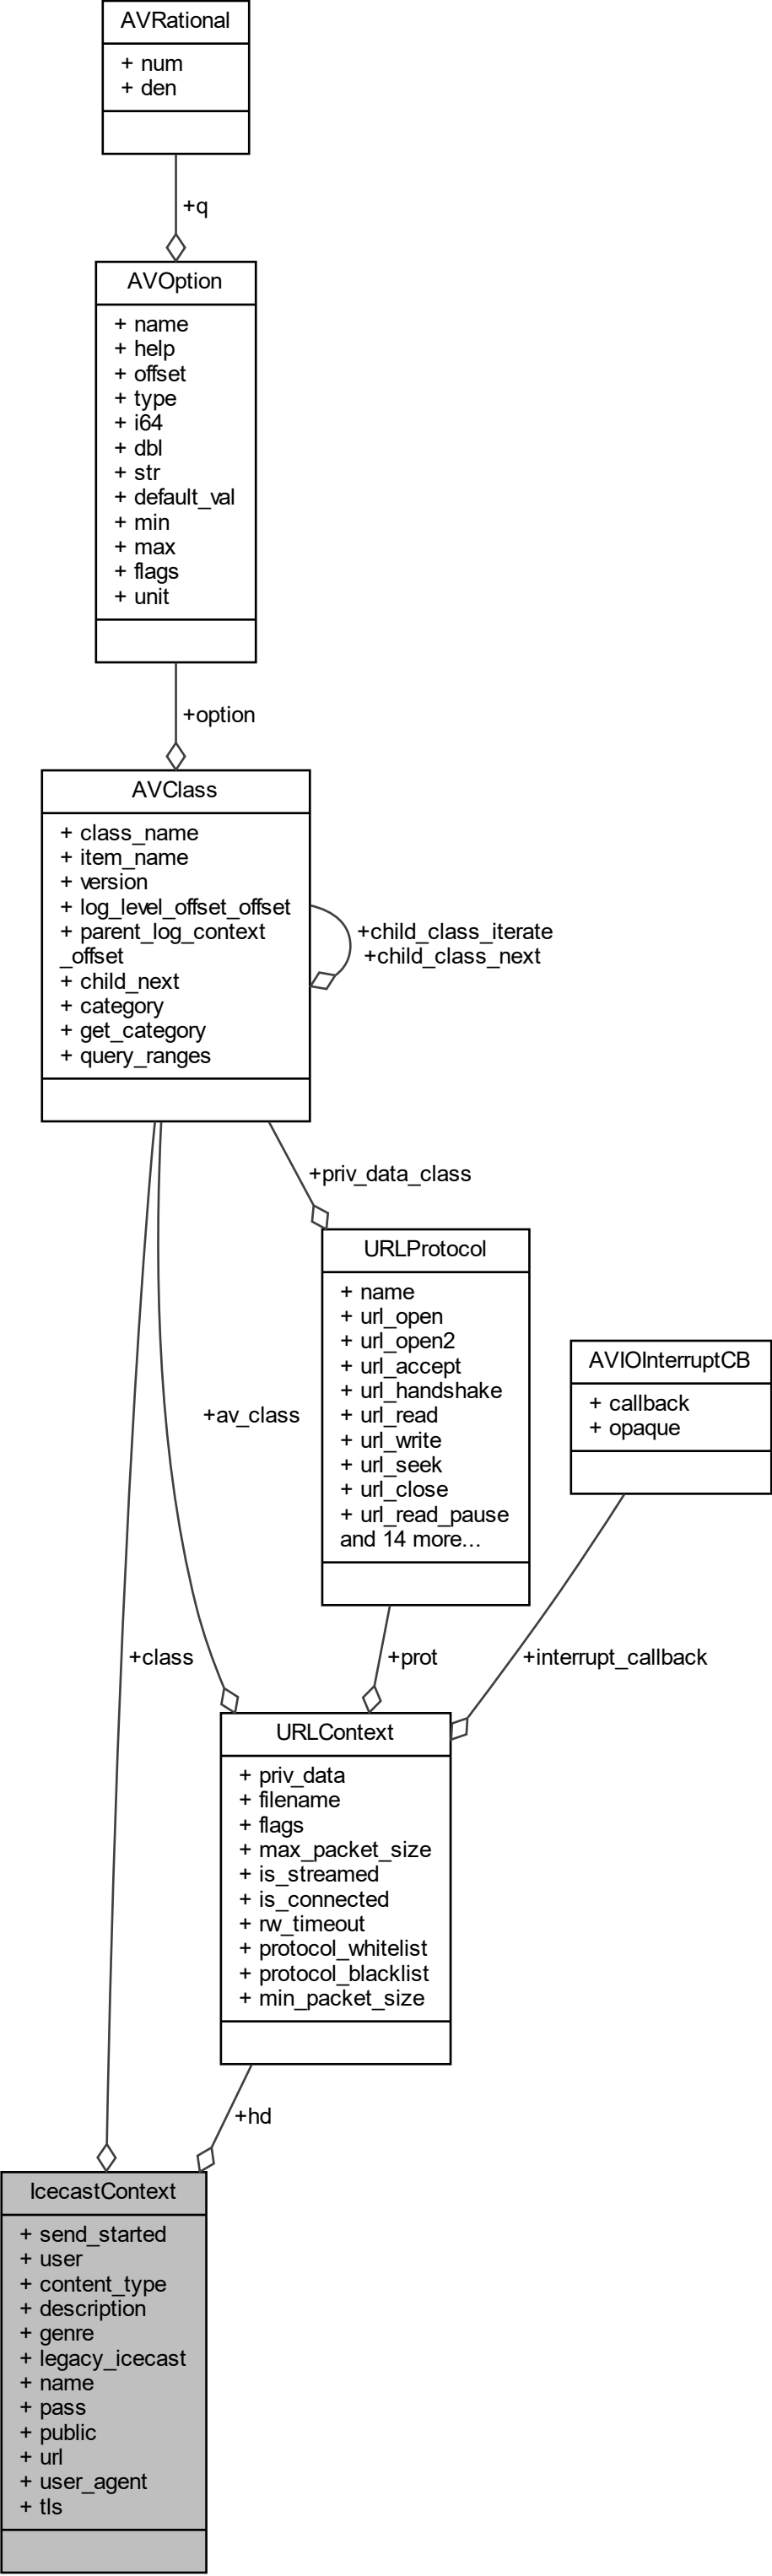 AVRational
+ num
+ den
+q
AVOption
+ name
+ help
+ offset
+ type
+ i64
+ dbl
+ str
+ default_val
+ min
+ max
+ flags
+ unit
+option
AVClass
+ class_name
+ item_name
+ version
+ log_level_offset_offset
+ parent_log_context
_offset
+ child_next
+ category
+ get_category
+ query_ranges
+child_class_iterate
+child_class_next
+priv_data_class
URLProtocol
+ name
+ url_open
+ url_open2
+ url_accept
+ url_handshake
+ url_read
+ url_write
+ url_seek
+ url_close
+ url_read_pause
and 14 more...
AVIOInterruptCB
+ callback
+ opaque
+av_class
+class
+prot
+interrupt_callback
URLContext
+ priv_data
+ filename
+ flags
+ max_packet_size
+ is_streamed
+ is_connected
+ rw_timeout
+ protocol_whitelist
+ protocol_blacklist
+ min_packet_size
+hd
IcecastContext
+ send_started
+ user
+ content_type
+ description
+ genre
+ legacy_icecast
+ name
+ pass
+ public
+ url
+ user_agent
+ tls